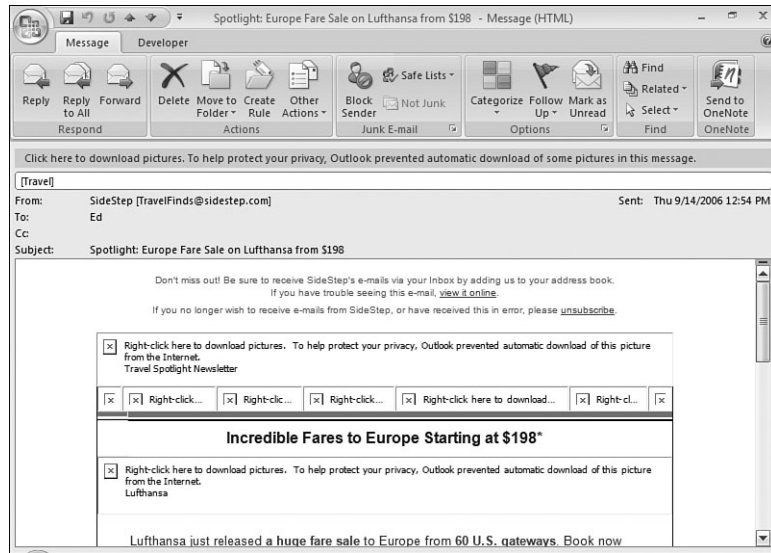 Spotlight: Europe Fare Sale on Lufthansa from $198 - Message (HTML)
Message Developer
Reply
Reply to All
Forward
Respond
Delete
Move to Folder
Create Rule
Other Actions
Actions
Block Sender
Safe Lists
Not Junk
Junk E-mail
Categorize
Follow Up
Mark as Unread
Options
Find
Related
Select
Find
Send to OneNote
OneNote
Click here to download pictures. To help protect your privacy, Outlook prevented automatic download of some pictures in this message.
[Travel]
From: SideStep [TravelFinds@sidestep.com] Sent: Thu 9/14/2006 12:54 PM
To: Ed
Cc:
Subject: Spotlight: Europe Fare Sale on Lufthansa from $198
Don't miss out! Be sure to receive SideStep's e-mails via your Inbox by adding us to your address book.
If you have trouble seeing this e-mail, view it online.
If you no longer wish to receive e-mails from SideStep, or have received this in error, please unsubscribe.
Right-click here to download pictures. To help protect your privacy, Outlook prevented automatic download of this picture
from the Internet.
Travel Spotlight Newsletter
Right-click... Right-clic... Right-click... Right-click here to download... Right-cl...
Incredible Fares to Europe Starting at $198*
Right-click here to download pictures. To help protect your privacy, Outlook prevented automatic download of this picture
from the Internet.
Lufthansa
Lufthansa just released a huge fare sale to Europe from 60 U.S. gateways. Book now